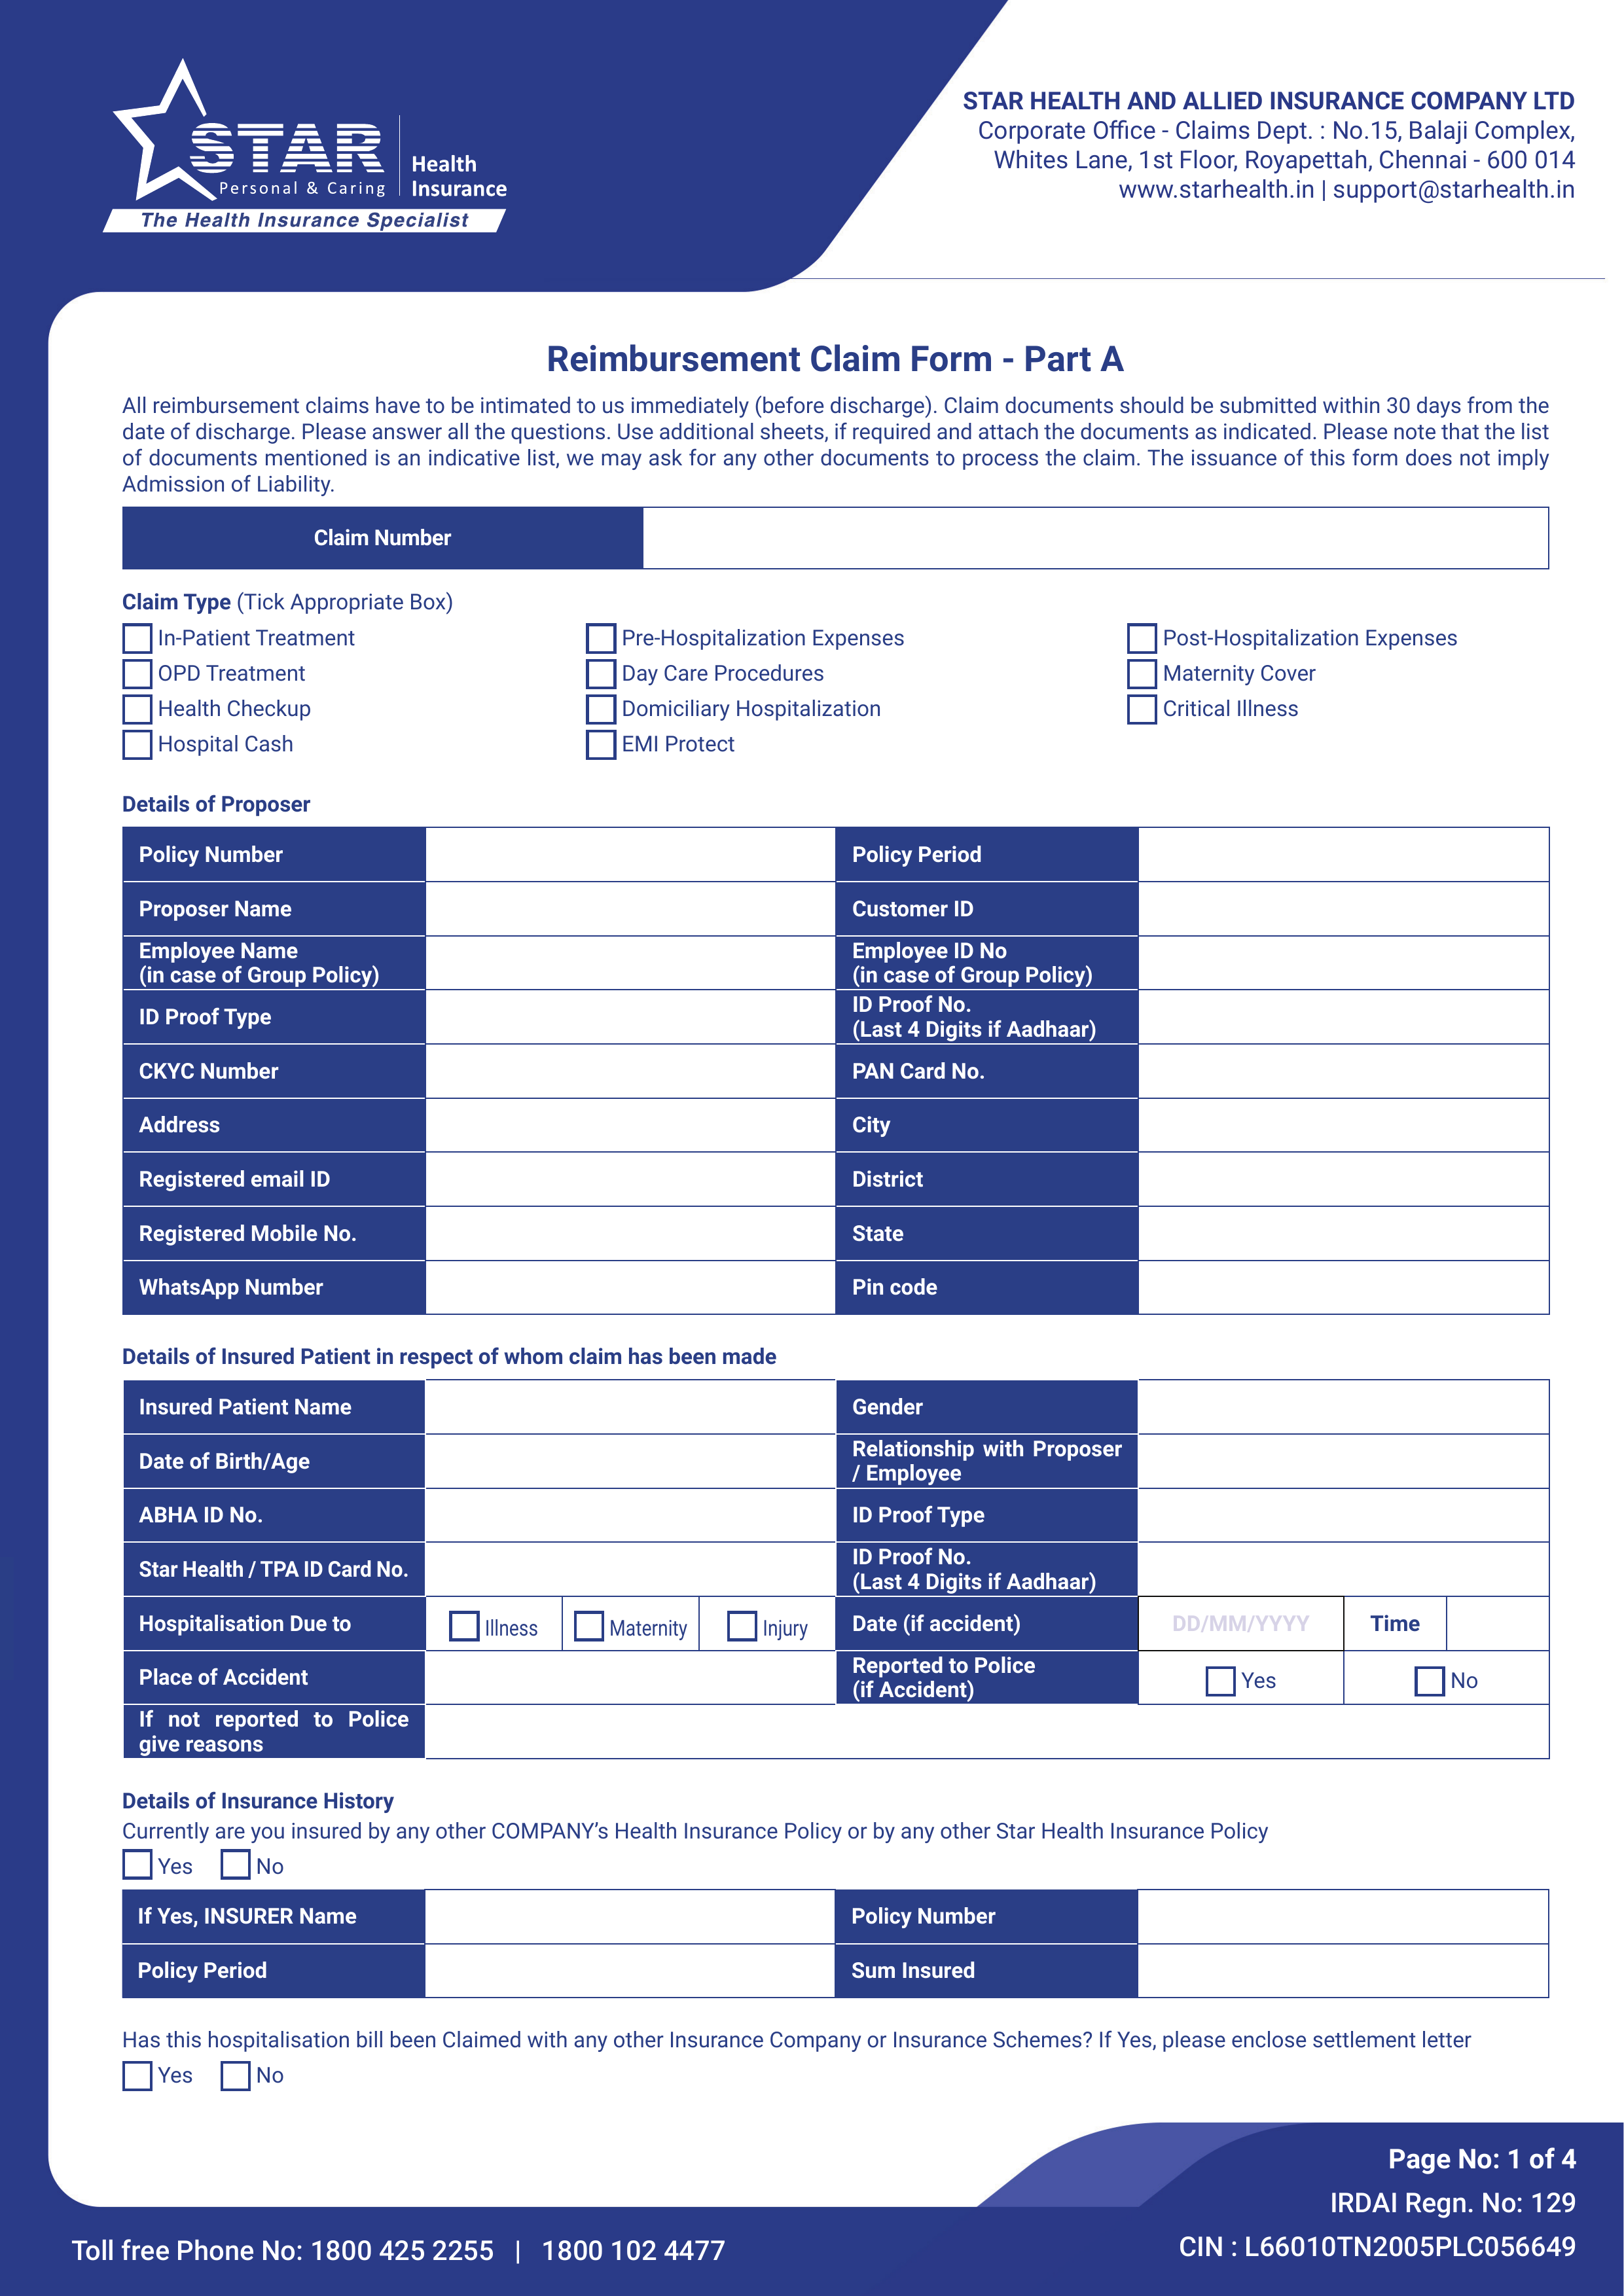 STAR
Personal & Caring
Health
Insurance
The Health Insurance Specialist
STAR HEALTH AND ALLIED INSURANCE COMPANY LTD
Corporate Office - Claims Dept. : No.15, Balaji Complex,
Whites Lane, 1st Floor, Royapettah, Chennai - 600 014
www.starhealth.in | support@starhealth.in
Reimbursement Claim Form - Part A
All reimbursement claims have to be intimated to us immediately (before discharge). Claim documents should be submitted within 30 days from the
date of discharge. Please answer all the questions. Use additional sheets, if required and attach the documents as indicated. Please note that the list
of documents mentioned is an indicative list, we may ask for any other documents to process the claim. The issuance of this form does not imply
Admission of Liability.
Claim Number
Claim Type (Tick Appropriate Box)
In-Patient Treatment Pre-Hospitalization Expenses Post-Hospitalization Expenses
OPD Treatment Day Care Procedures Maternity Cover
Health Checkup Domiciliary Hospitalization Critical Illness
Hospital Cash EMI Protect
Details of Proposer
Policy Number Policy Period
Proposer Name Customer ID
Employee Name
(in case of Group Policy)
Employee ID No
(in case of Group Policy)
ID Proof Type
ID Proof No.
(Last 4 Digits if Aadhaar)
CKYC Number PAN Card No.
Address City
Registered email ID District
Registered Mobile No. State
WhatsApp Number Pin code
Details of Insured Patient in respect of whom claim has been made
Insured Patient Name Gender
Date of Birth/Age
Relationship with Proposer
/ Employee
ABHA ID No. ID Proof Type
Star Health / TPA ID Card No.
ID Proof No.
(Last 4 Digits if Aadhaar)
Hospitalisation Due to Illness Maternity Injury Date (if accident) DD/MM/YYYY Time
Place of Accident
Reported to Police
(if Accident)
Yes No
If not reported to Police
give reasons
Details of Insurance History
Currently are you insured by any other COMPANY's Health Insurance Policy or by any other Star Health Insurance Policy
Yes No
If Yes, INSURER Name Policy Number
Policy Period Sum Insured
Has this hospitalisation bill been Claimed with any other Insurance Company or Insurance Schemes? If Yes, please enclose settlement letter
Yes No
Page No: 1 of 4
IRDAI Regn. No: 129
Toll free Phone No: 1800 425 2255 | 1800 102 4477
CIN : L66010TN2005PLC056649